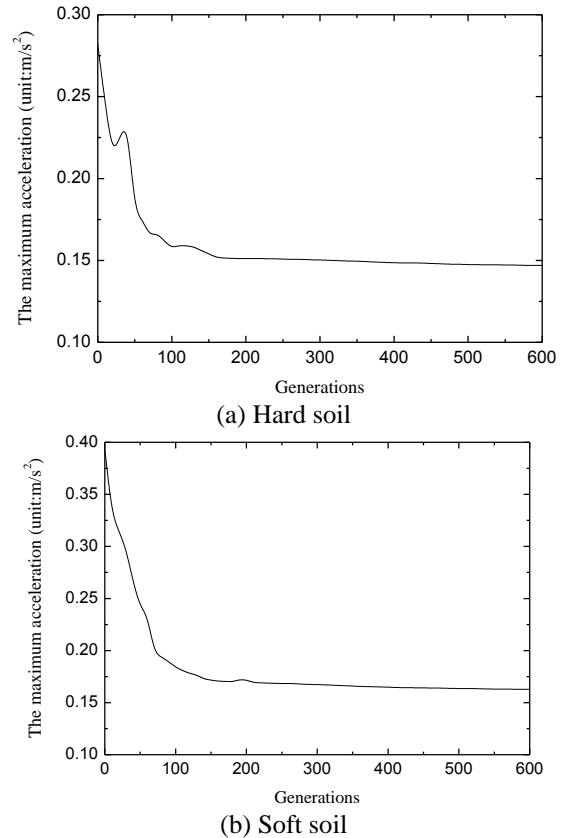 0.30
0.25
0.20
0.15
0.10
The maximum acceleration (unit:m/s²)
0 100 200 300 400 500 600
Generations
(a) Hard soil
0.40
0.35
0.30
0.25
0.20
0.15
0.10
The maximum acceleration (unit:m/s²)
0 100 200 300 400 500 600
Generations
(b) Soft soil